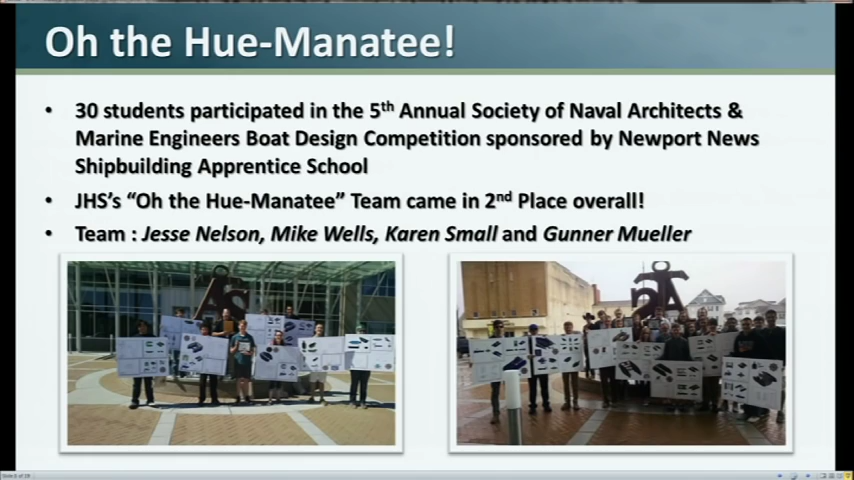 Oh the Hue-Manatee!
• 30 students participated in the 5th Annual Society of Naval Architects &
Marine Engineers Boat Design Competition sponsored by Newport News
Shipbuilding Apprentice School
• JHS's “Oh the Hue-Manatee” Team came in 2nd Place overall!
• Team : Jesse Nelson, Mike Wells, Karen Small and Gunner Mueller